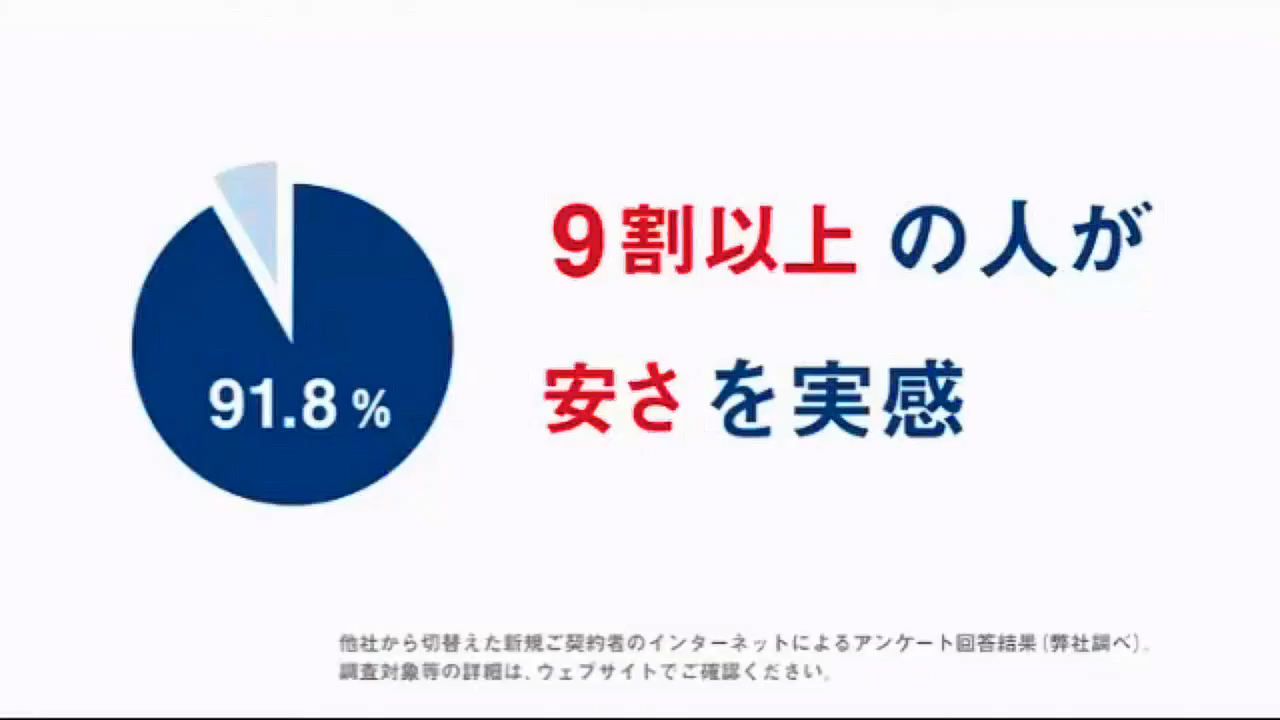 9割以上の人が
安さを実感
91.8%
他社から切替えた新規ご契約者のインターネットによるアンケート回答結果(弊社調べ)。
調査対象等の詳細は、ウェブサイトでご確認ください。